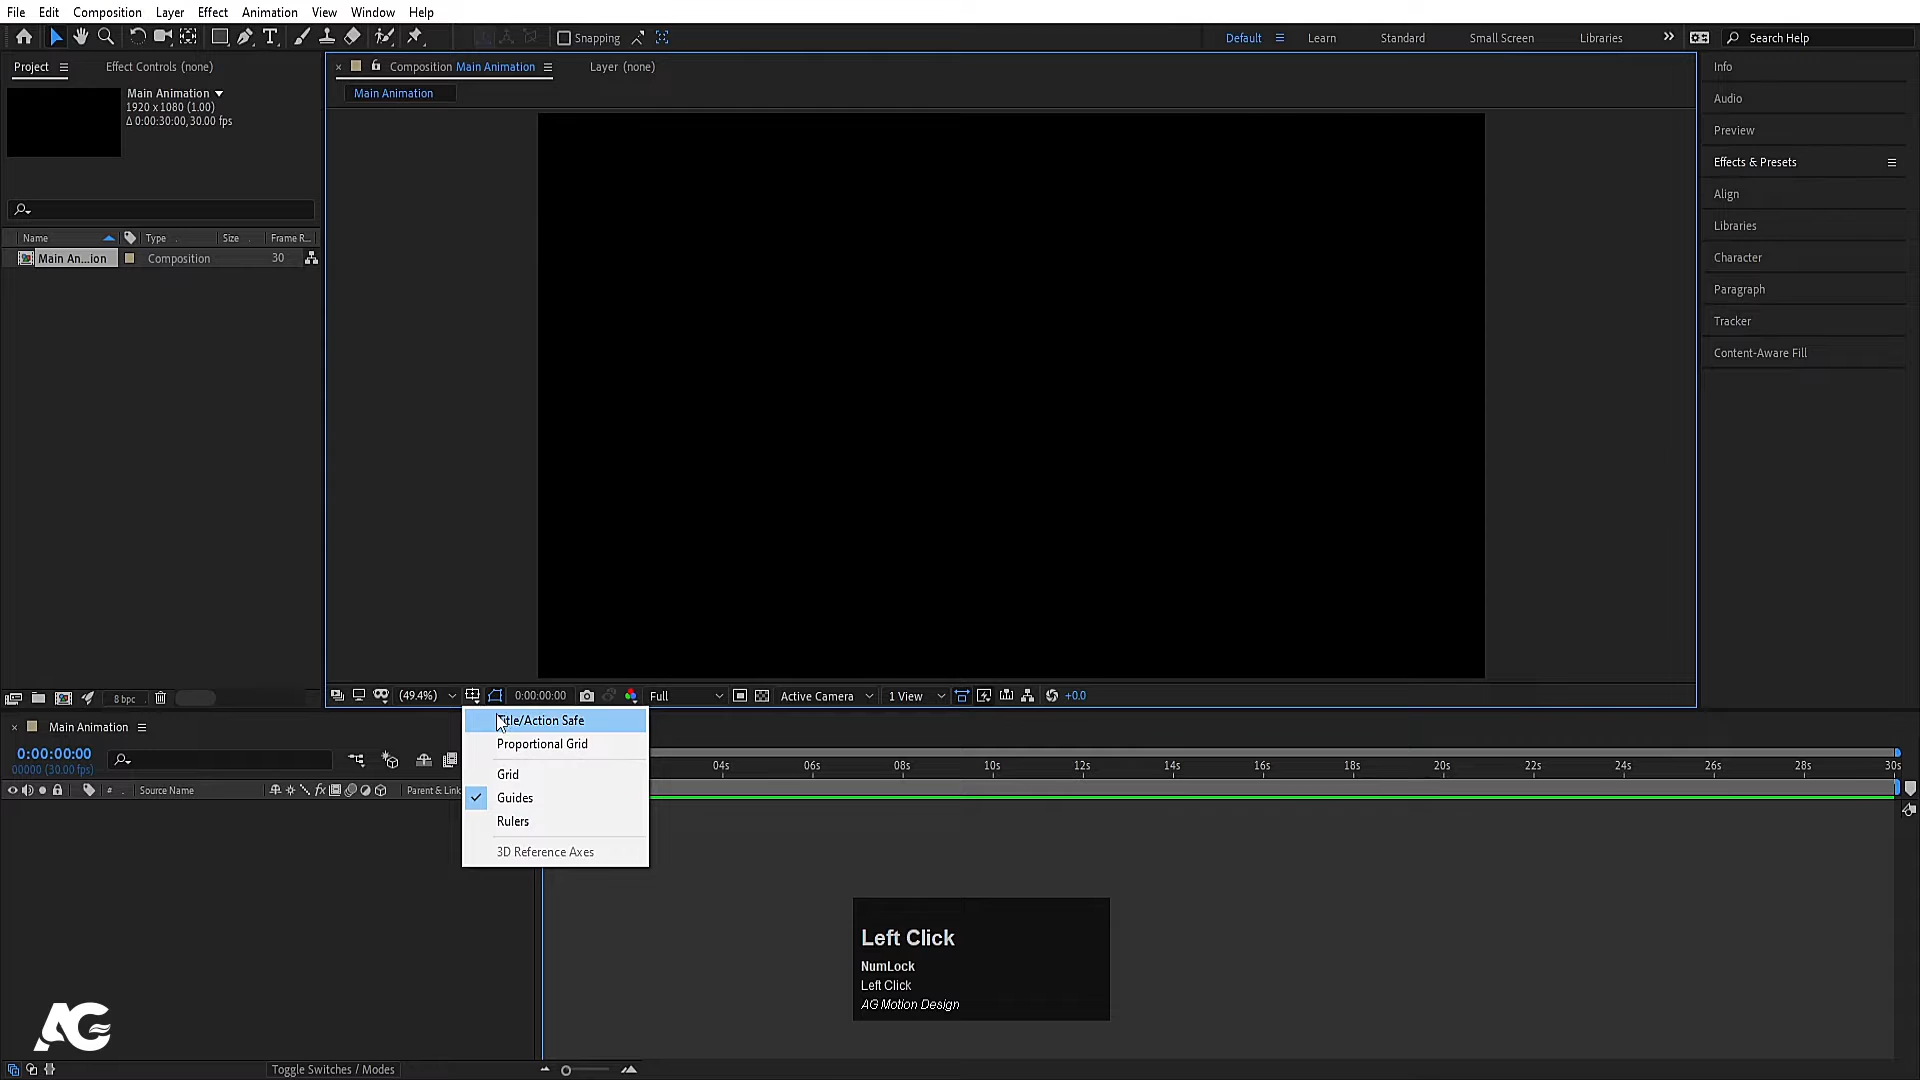 File Edit Composition Layer Effect Animation View Window Help
Snapping
Default Learn Standard Small Screen Libraries Search Help
Project Effect Controls (none)
Composition Main Animation Layer (none)
Main Animation
Main Animation
1920 x 1080 (1.00)
Δ 0:00:30:00, 30.00 fps
Name Type Size Frame R...
Main An...ion Composition 30
Info
Audio
Preview
Effects & Presets
Align
Libraries
Character
Paragraph
Tracker
Content-Aware Fill
8 bpc
(49.4%) 0:00:00:00 Full Active Camera 1 View +0.0
Title/Action Safe
Proportional Grid
Grid
Guides
Rulers
3D Reference Axes
Main Animation
0:00:00:00
00000 (30.00 fps)
# Source Name fx Parent & Link
04s 06s 08s 10s 12s 14s 16s 18s 20s 22s 24s 26s 28s 30s
Left Click
NumLock
Left Click
AG Motion Design
AG
Toggle Switches / Modes